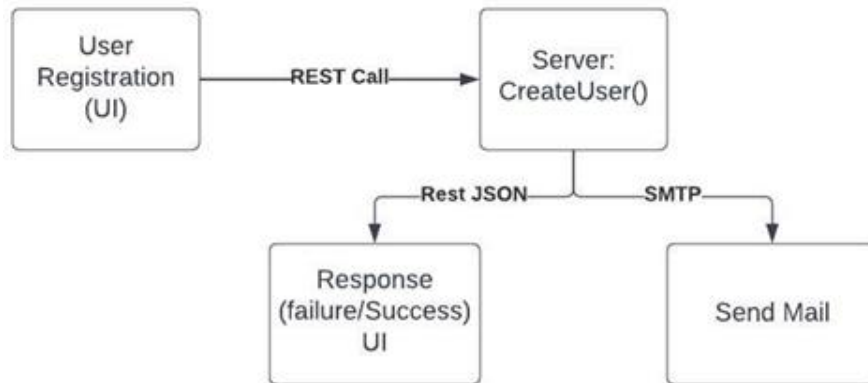 User
Registration
(UI)
REST Call
Server:
CreateUser()
Rest JSON
SMTP
Response
(failure/Success)
UI
Send Mail